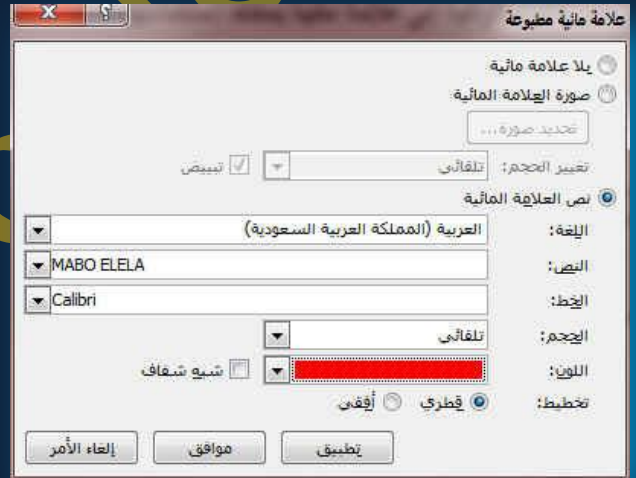 علامة مائية مطبوعة
بلا علامة مائية
صورة العلامة المائية
تحديد صورة...
تغيير الحجم: تلقائي تبييض
نص العلامة المائية
اللغة: العربية (المملكة العربية السعودية)
النص: MABO ELELA
الخط: Calibri
الحجم: تلقائي
اللون: شبه شفاف
تخطيط: قطري أفقي
تطبيق موافق إلغاء الأمر